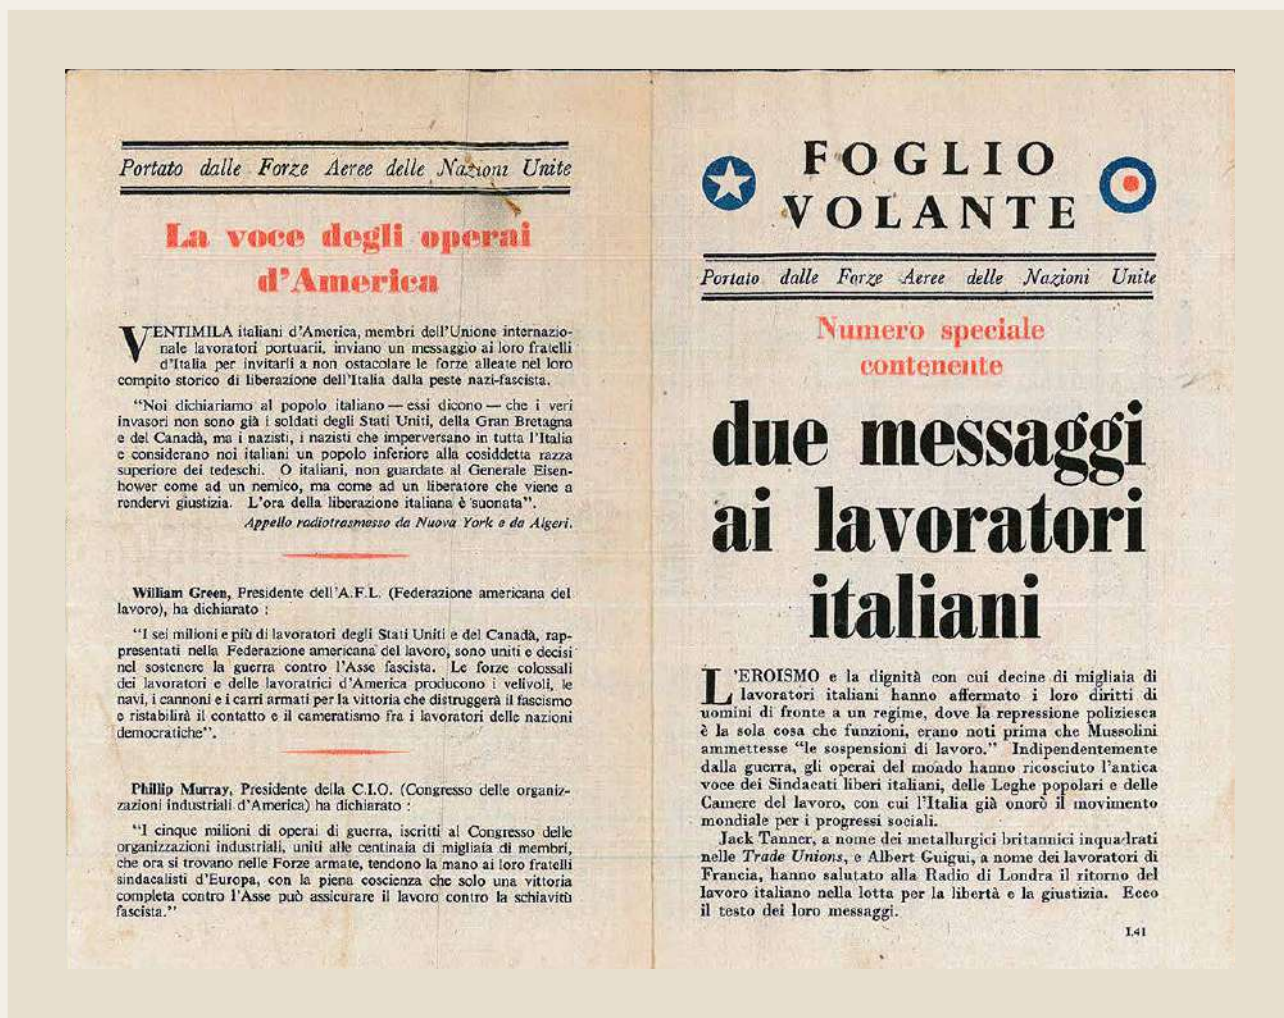 Portato dalle Forze Aeree delle Nazioni Unite
La voce degli operai
d'America
VENTIMILA italiani d'America, membri dell'Unione internazio-
nale lavoratori portuarii, inviano un messaggio ai loro fratelli
d'Italia per invitarli a non ostacolare le forze alleate nel loro
compito storico di liberazione dell'Italia dalla peste nazi-fascista.
"Noi dichiariamo al popolo italiano — essi dicono — che i veri
invasori non sono già i soldati degli Stati Uniti, della Gran Bretagna
e del Canadà, ma i nazisti, i nazisti che imperversano in tutta l'Italia
e considerano noi italiani un popolo inferiore alla cosiddetta razza
superiore dei tedeschi. O italiani, non guardate al Generale Eisen-
hower come ad un nemico, ma come ad un liberatore che viene a
rendervi giustizia. L'ora della liberazione italiana è suonata".
Appello radiotrasmesso da Nuova York e da Algeri.
William Green, Presidente dell'A.F.L. (Federazione americana del
lavoro), ha dichiarato :
"I sei milioni e più di lavoratori degli Stati Uniti e del Canadà, rap-
presentati nella Federazione americana del lavoro, sono uniti e decisi
nel sostenere la guerra contro l'Asse fascista. Le forze colossali
dei lavoratori e delle lavoratrici d'America producono i velivoli, le
navi, i cannoni e i carri armati per la vittoria che distruggerà il fascismo
e ristabilirà il contatto e il cameratismo fra i lavoratori delle nazioni
democratiche".
Phillip Murray, Presidente della C.I.O. (Congresso delle organiz-
zazioni industriali d'America) ha dichiarato :
"I cinque milioni di operai di guerra, iscritti al Congresso delle
organizzazioni industriali, uniti alle centinaia di migliaia di membri,
che ora si trovano nelle Forze armate, tendono la mano ai loro fratelli
sindacalisti d'Europa, con la piena coscienza che solo una vittoria
completa contro l'Asse può assicurare il lavoro contro la schiavitù
fascista."
FOGLIO
VOLANTE
Portato dalle Forze Aeree delle Nazioni Unite
Numero speciale
contenente
due messaggi
ai lavoratori
italiani
L'EROISMO e la dignità con cui decine di migliaia di
lavoratori italiani hanno affermato i loro diritti di
uomini di fronte a un regime, dove la repressione poliziesca
è la sola cosa che funzioni, erano noti prima che Mussolini
ammettesse "le sospensioni di lavoro." Indipendentemente
dalla guerra, gli operai del mondo hanno ricosciuto l'antica
voce dei Sindacati liberi italiani, delle Leghe popolari e delle
Camere del lavoro, con cui l'Italia già onorò il movimento
mondiale per i progressi sociali.
Jack Tanner, a nome dei metallurgici britannici inquadrati
nelle Trade Unions, e Albert Guigui, a nome dei lavoratori di
Francia, hanno salutato alla Radio di Londra il ritorno del
lavoro italiano nella lotta per la libertà e la giustizia. Ecco
il testo dei loro messaggi.
I.41